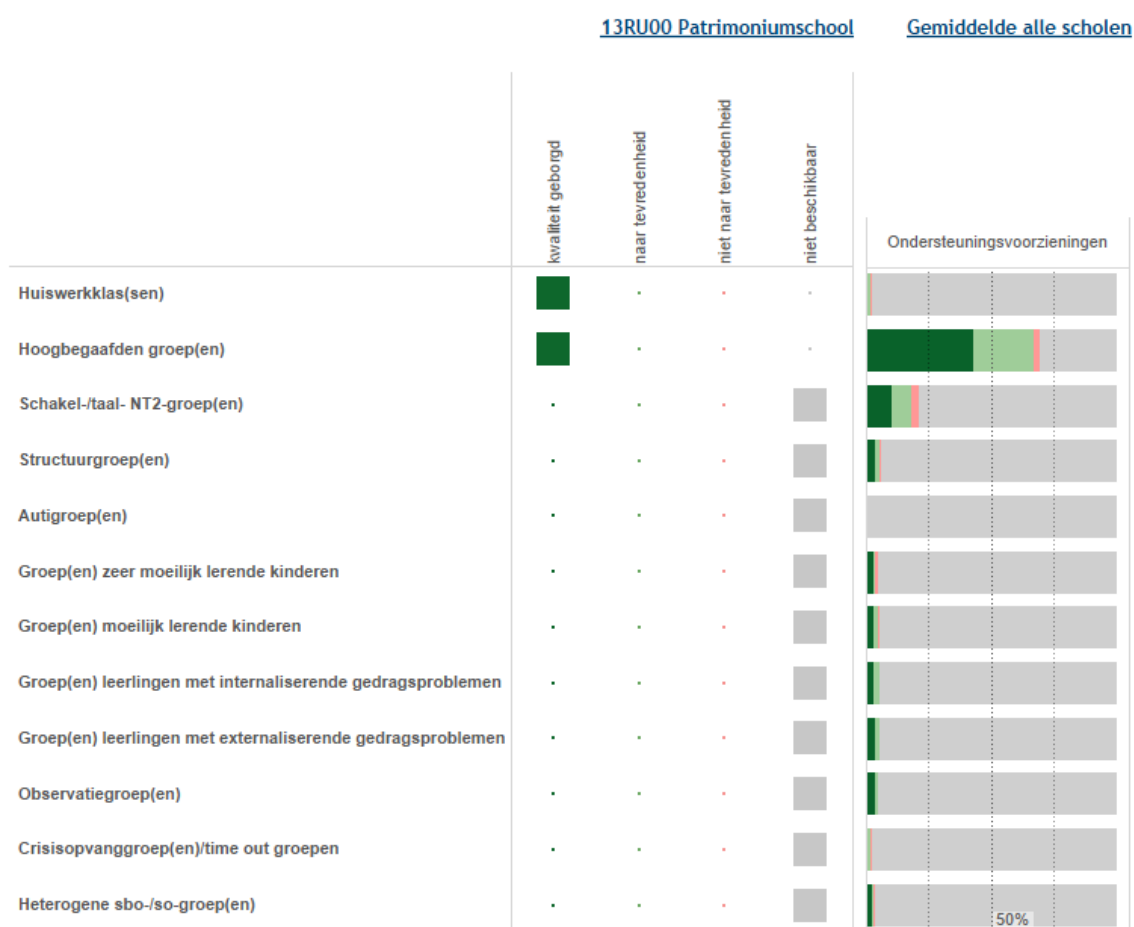 13RU00 Patrimoniumschool
Gemiddelde alle scholen
kwaliteit geborgd
naar tevredenheid
niet naar tevredenheid
niet beschikbaar
Ondersteuningsvoorzieningen
Huiswerkklas(sen)
Hoogbegaafden groep(en)
Schakel-/taal- NT2-groep(en)
Structuurgroep(en)
Autigroep(en)
Groep(en) zeer moeilijk lerende kinderen
Groep(en) moeilijk lerende kinderen
Groep(en) leerlingen met internaliserende gedragsproblemen
Groep(en) leerlingen met externaliserende gedragsproblemen
Observatiegroep(en)
Crisisopvanggroep(en)/time out groepen
Heterogene sbo-/so-groep(en)
50%